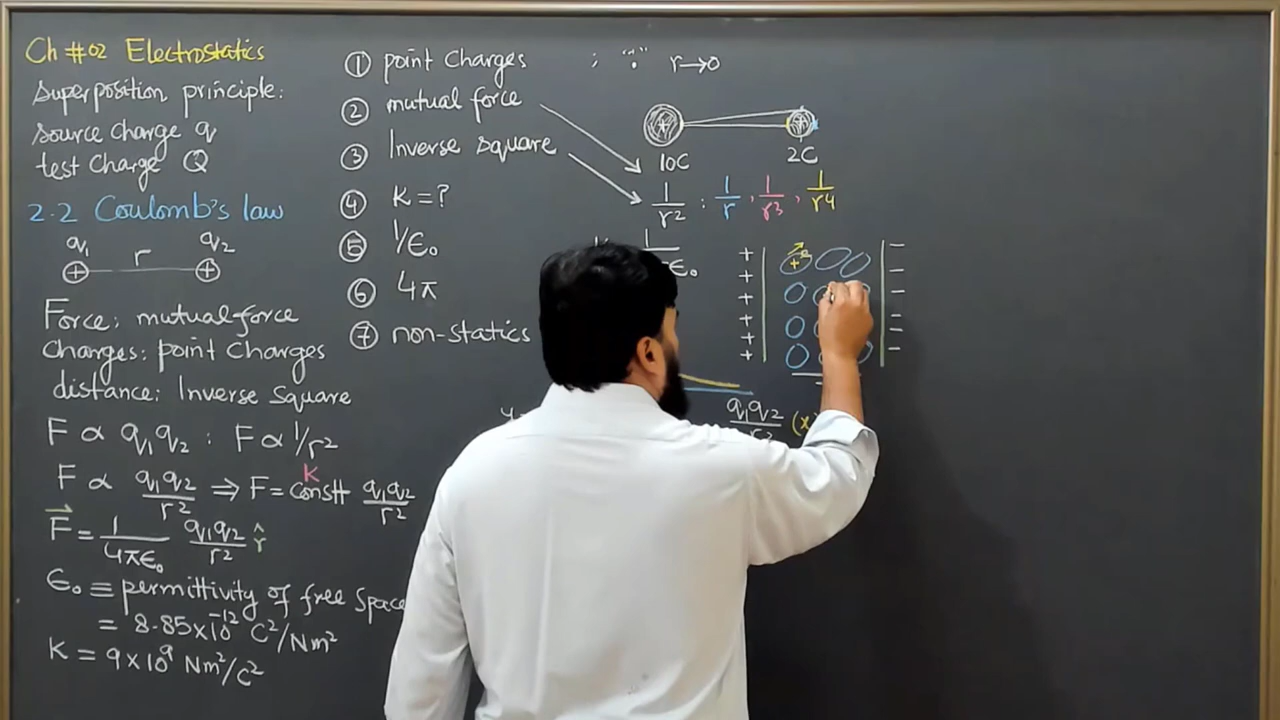 Ch #02 Electrostatics
Superposition principle:
Source charge q
test charge Q
2.2 Coulomb's law
q₁ r q₂
+ +
Force: mutual force
Charges: point Charges
distance: Inverse Square
F ∝ q₁q₂ : F ∝ 1/r²
F ∝ q₁q₂/r² ⇒ F = constt q₁q₂/r²
K
F⃗ = 1/4πϵ₀ q₁q₂/r² r̂
ϵ₀ ≡ permittivity of free Space
= 8.85×10⁻¹² C²/Nm²
K = 9×10⁹ Nm²/C²
① point Charges ; "." r→0
② mutual force
③ Inverse square
④ K = ?
⑤ 1/ϵ₀
⑥ 4π
⑦ non-statics
+ +
10C 2C
1/r² : 1/r , 1/r³ , 1/r⁴
1
ϵ₀
+ + −
+ −
+ −
+ −
+ −
+
q₁q₂/r² (x